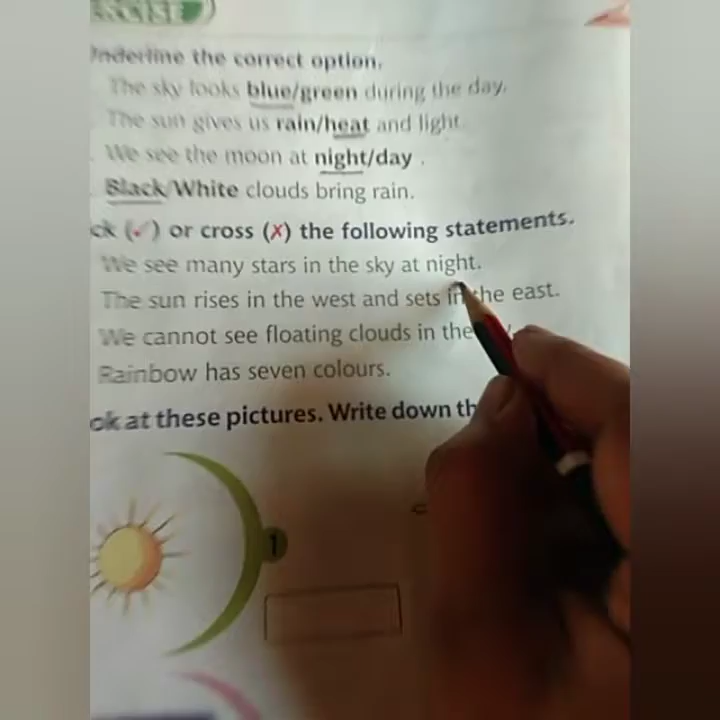 Underline the correct option.
The sky looks blue/green during the day.
The sun gives us rain/heat and light.
We see the moon at night/day .
Black/White clouds bring rain.
ck (✓) or cross (✗) the following statements.
We see many stars in the sky at night.
The sun rises in the west and sets in the east.
We cannot see floating clouds in the
Rainbow has seven colours.
ok at these pictures. Write down th
1